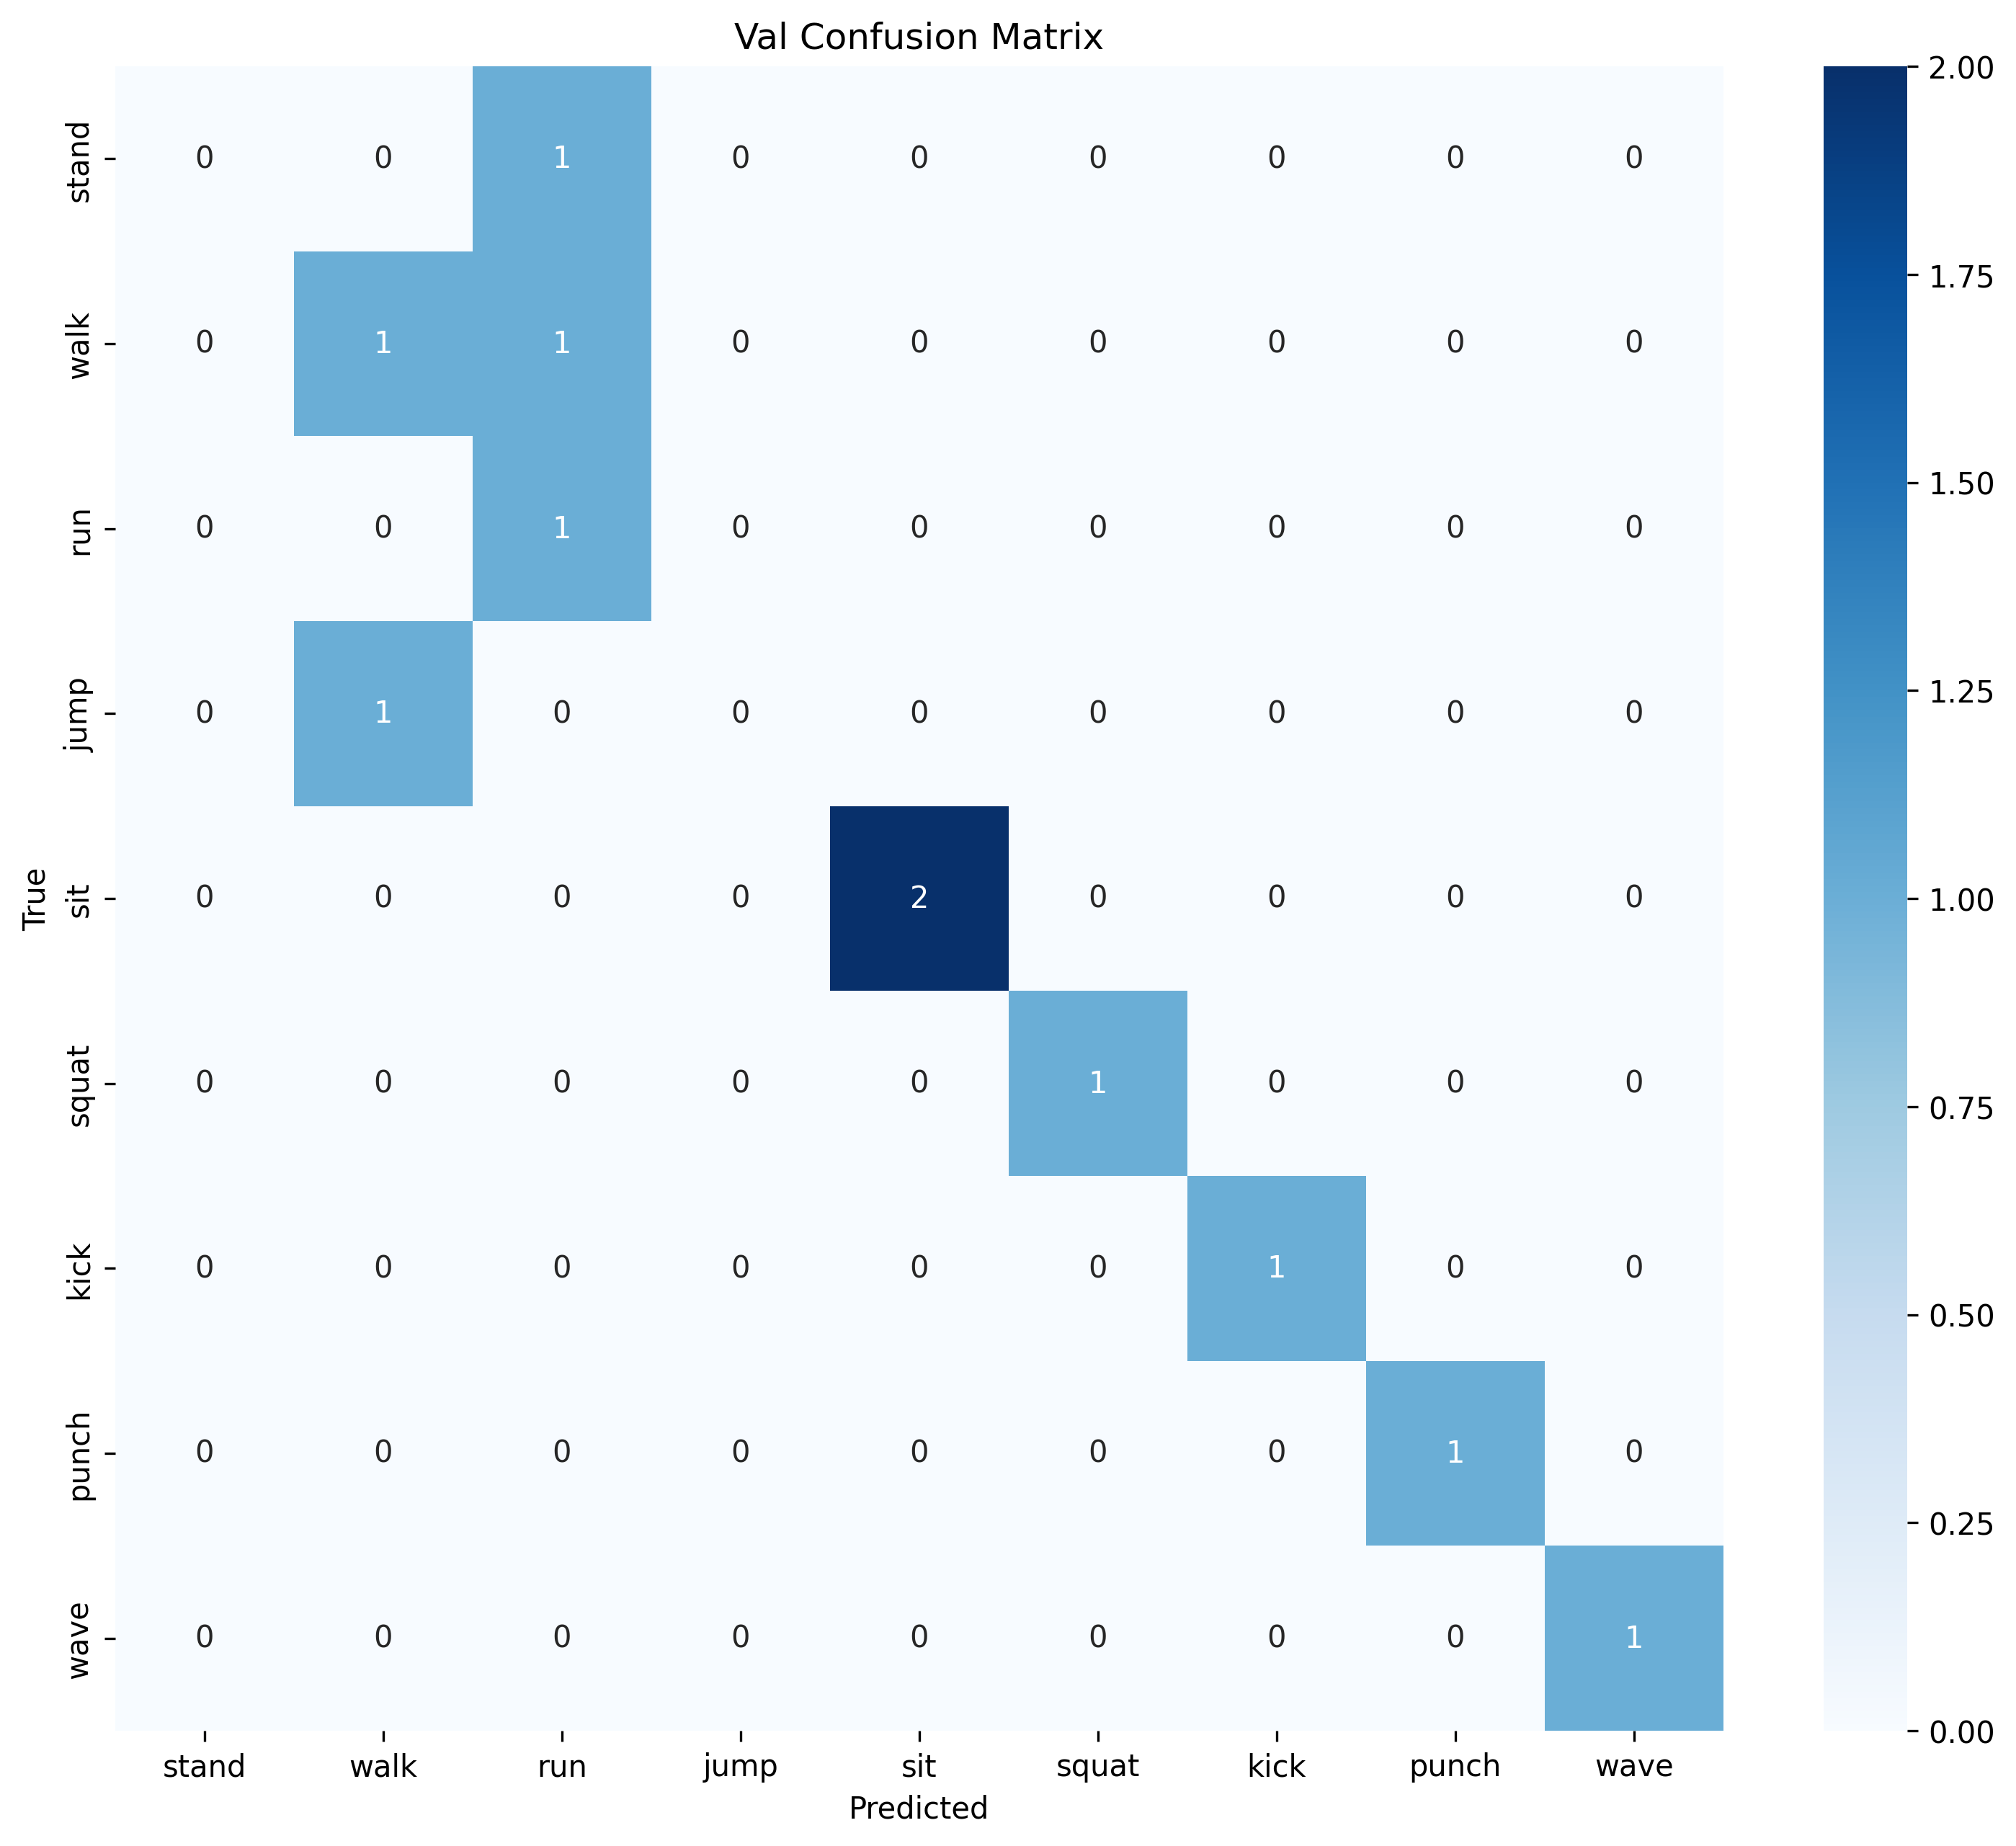 Val Confusion Matrix
stand 0 0 1 0 0 0 0 0 0
walk 0 1 1 0 0 0 0 0 0
run 0 0 1 0 0 0 0 0 0
jump 0 1 0 0 0 0 0 0 0
sit 0 0 0 0 2 0 0 0 0
squat 0 0 0 0 0 1 0 0 0
kick 0 0 0 0 0 0 1 0 0
punch 0 0 0 0 0 0 0 1 0
wave 0 0 0 0 0 0 0 0 1
True
stand walk run jump sit squat kick punch wave
Predicted
2.00
1.75
1.50
1.25
1.00
0.75
0.50
0.25
0.00